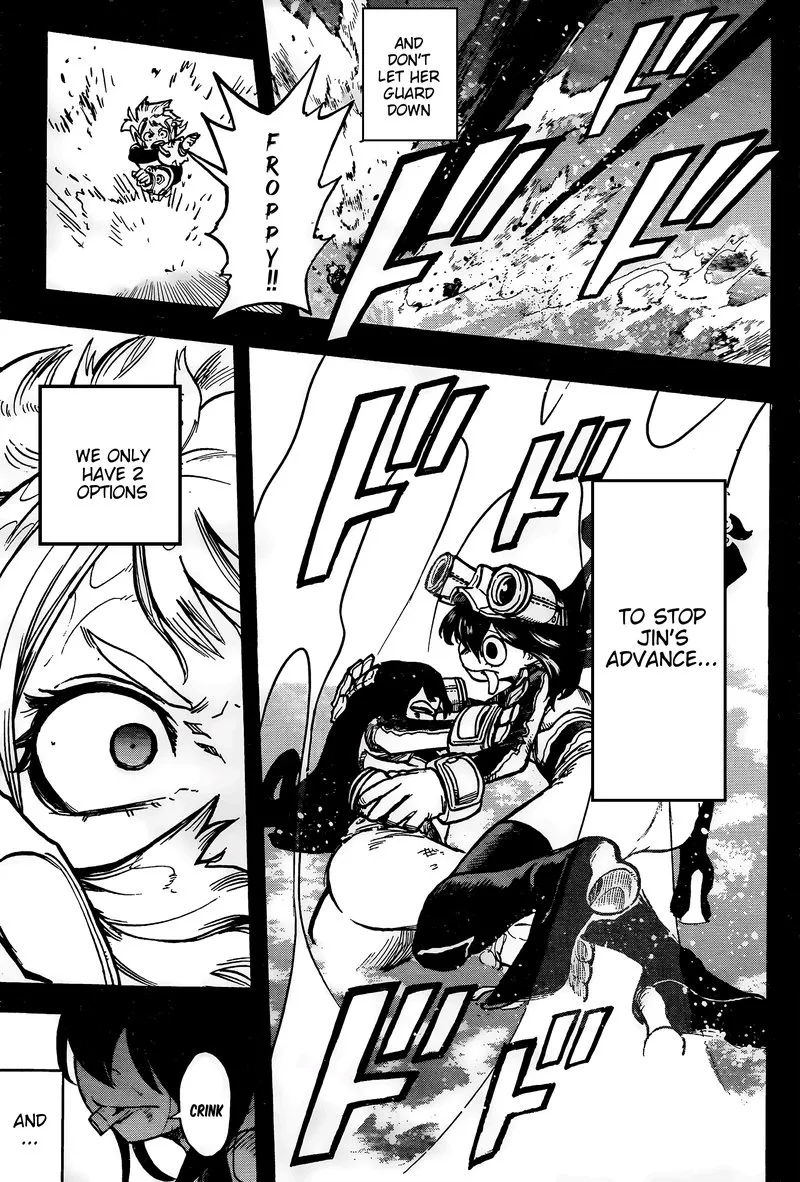 AND
DON'T
LET HER
GUARD
DOWN
ド
ド
ド
FROPPY!!
TO STOP
JIN'S
ADVANCE...
ド
ド
ド
ド
WE ONLY
HAVE 2
OPTIONS
CRINK
AND
...